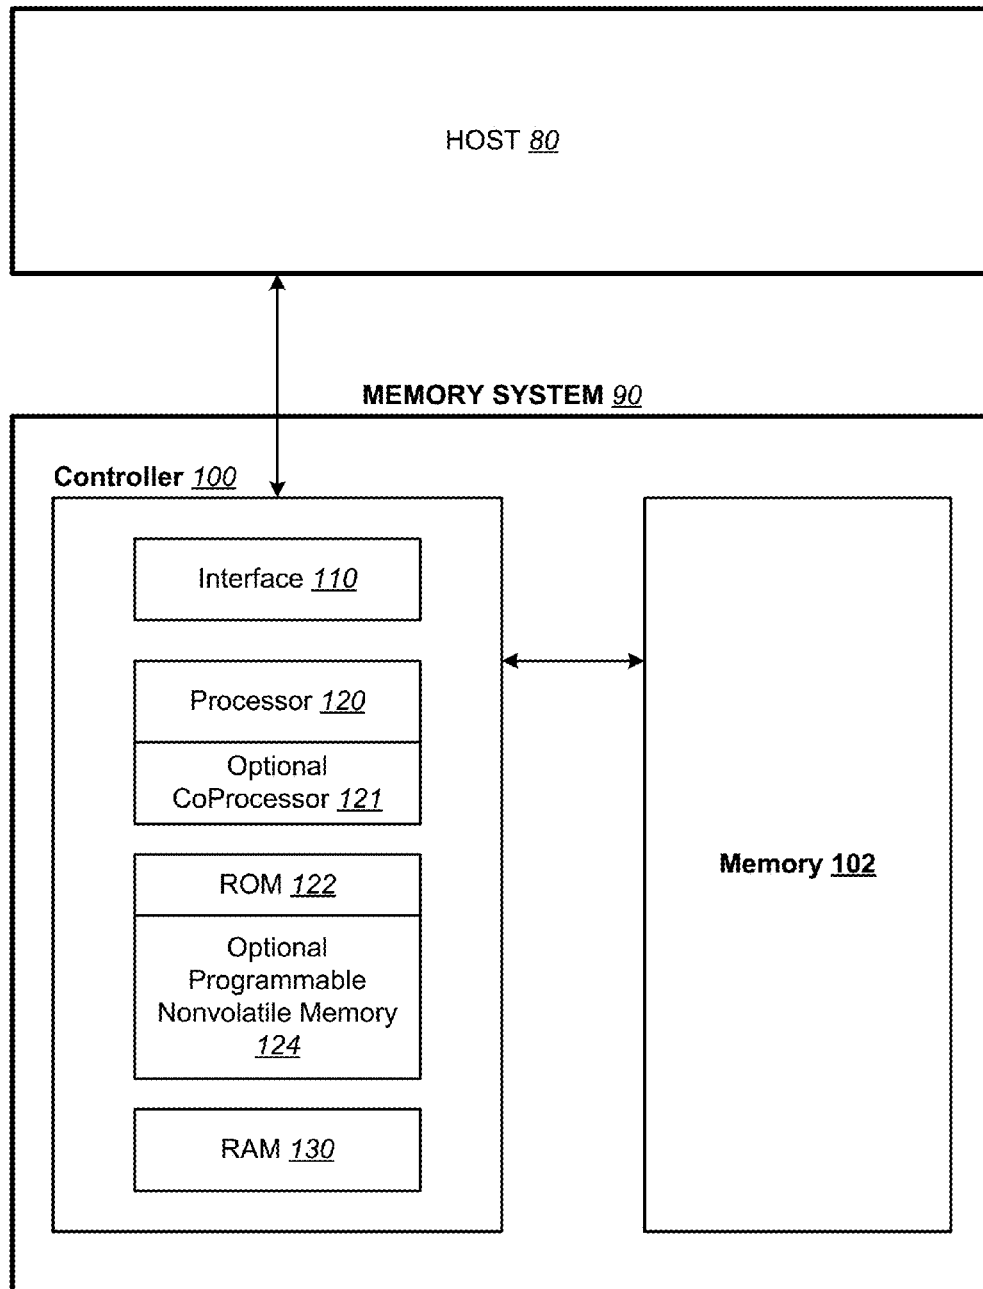 HOST 80
MEMORY SYSTEM 90
Controller 100
Interface 110
Processor 120
Optional
CoProcessor 121
ROM 122
Optional
Programmable
Nonvolatile Memory
124
RAM 130
Memory 102